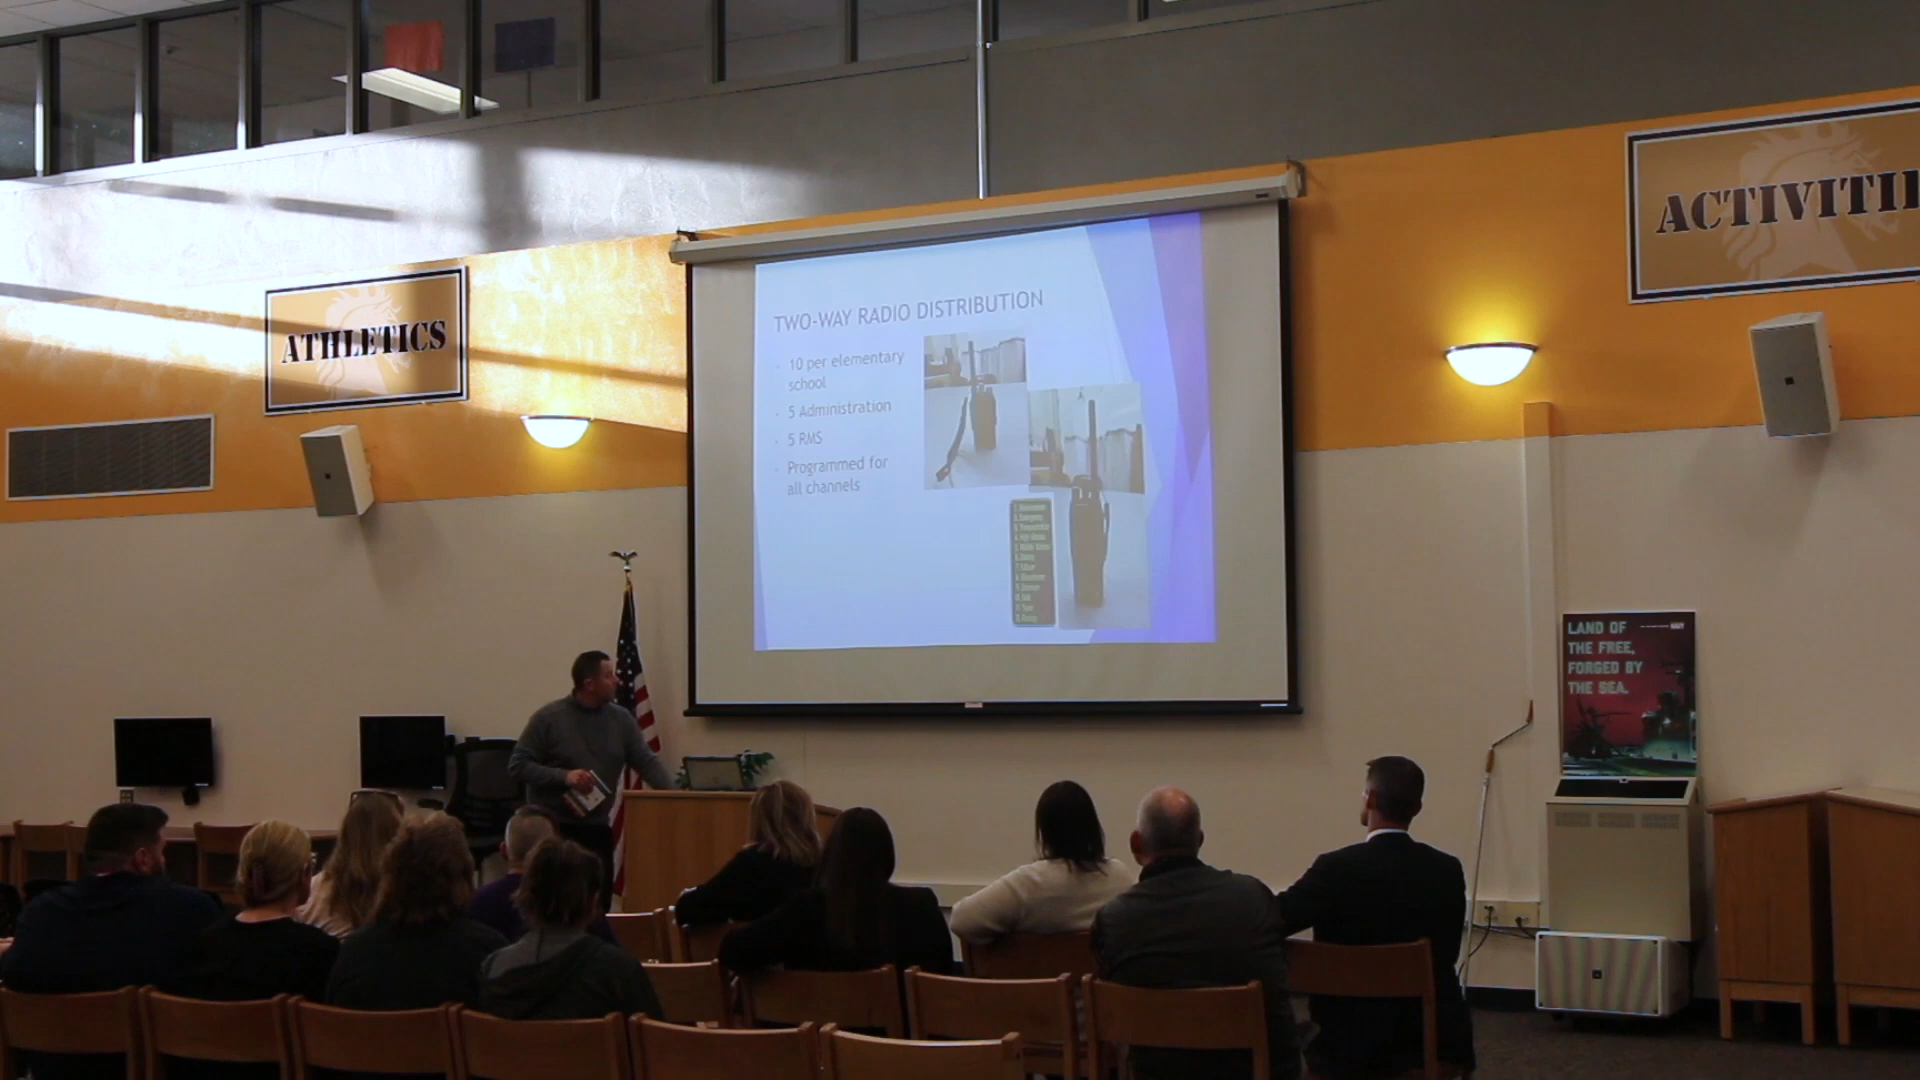 ATHLETICS
TWO-WAY RADIO DISTRIBUTION
10 per elementary
school
5 Administration
5 RMS
Programmed for
all channels
ACTIVITI
LAND OF
THE FREE,
FORGED BY
THE SEA.